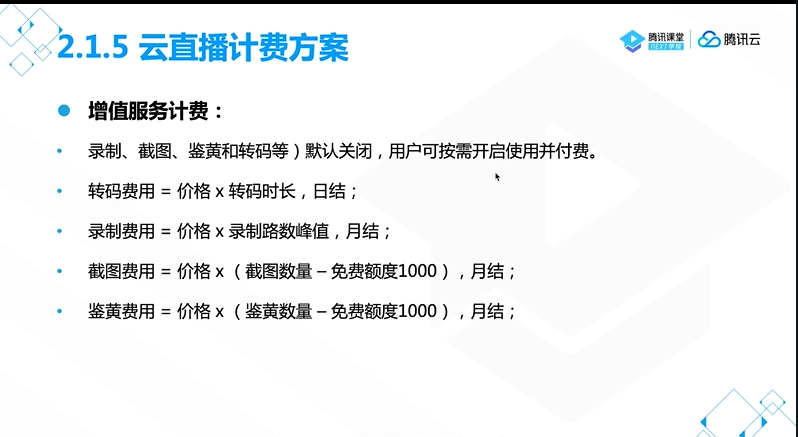 2.1.5 云直播计费方案
腾讯课堂
NEXT学院
腾讯云
增值服务计费：
录制、截图、鉴黄和转码等）默认关闭，用户可按需开启使用并付费。
转码费用 = 价格 x 转码时长，日结；
录制费用 = 价格 x 录制路数峰值，月结；
截图费用 = 价格 x（截图数量 – 免费额度1000），月结；
鉴黄费用 = 价格 x（鉴黄数量 – 免费额度1000），月结；